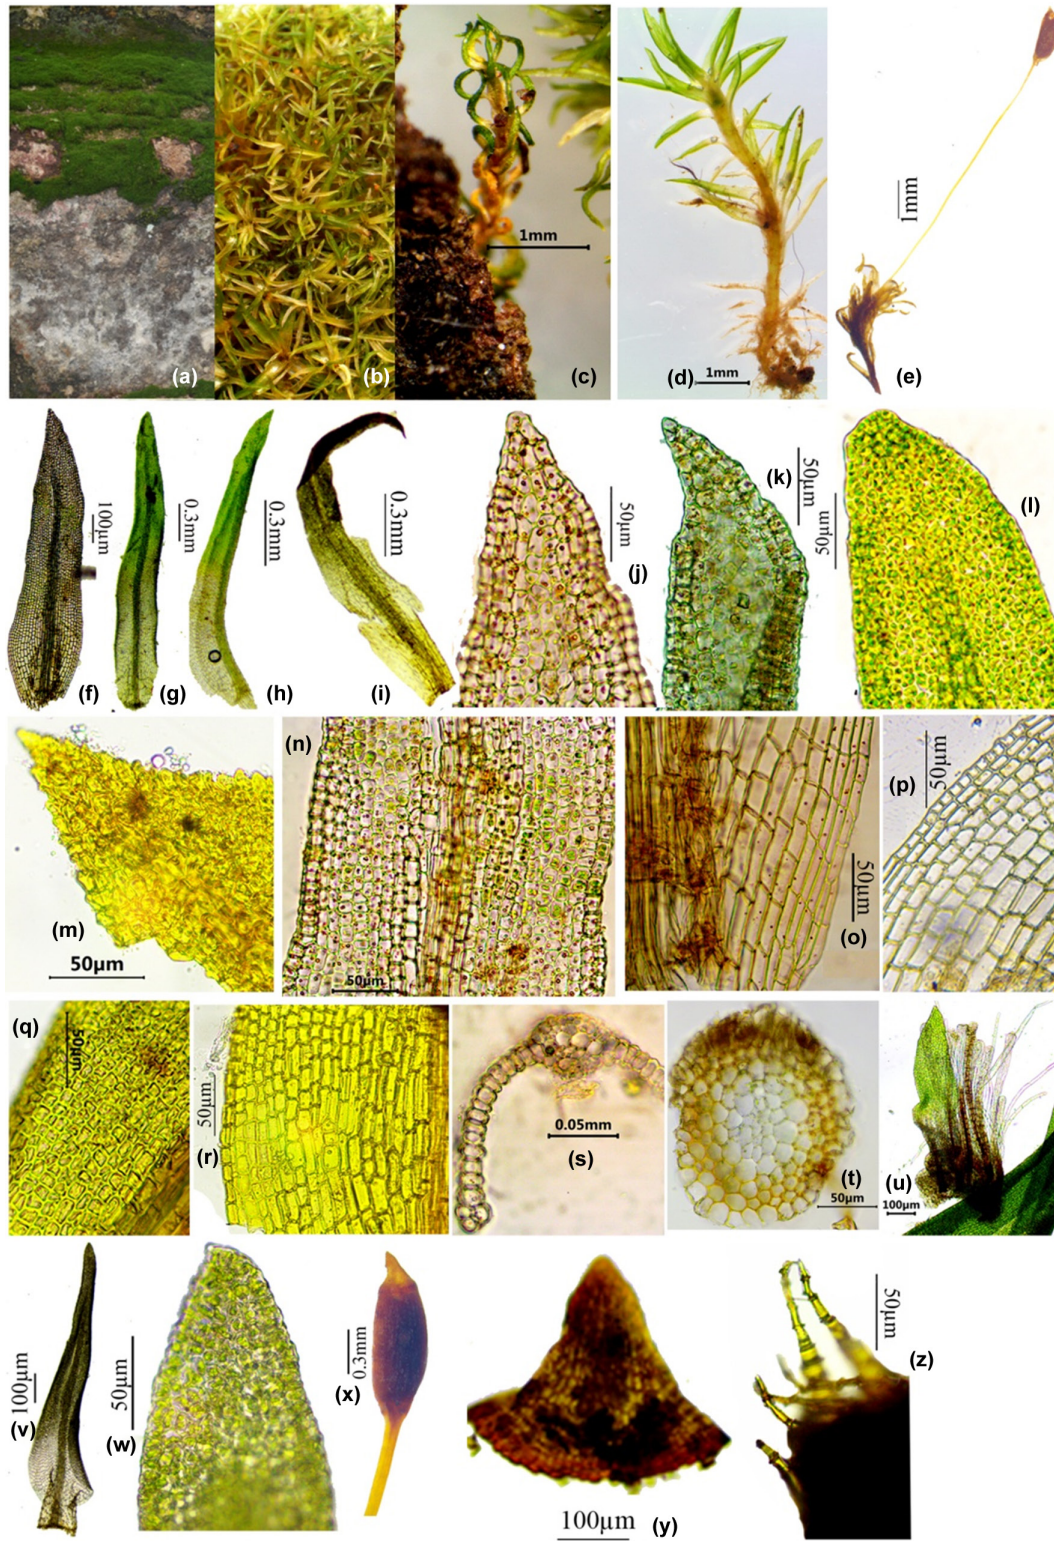 (a)
(b)
1mm
(c)
(d) 1mm
1mm
(e)
100µm
(f)
0.3mm
(g)
0.3mm
(h)
0.3mm
(i)
50µm
(j)
(k)
50µm
50µm
(l)
(m)
50µm
(n)
50µm
50µm
(o)
(p)
50µm
(q)
50µm
50µm
(r)
0.05mm
(s)
(t)
50µm
(u)
100µm
100µm
(v)
50µm
(w)
0.3mm
(x)
100µm
(y)
50µm
(z)